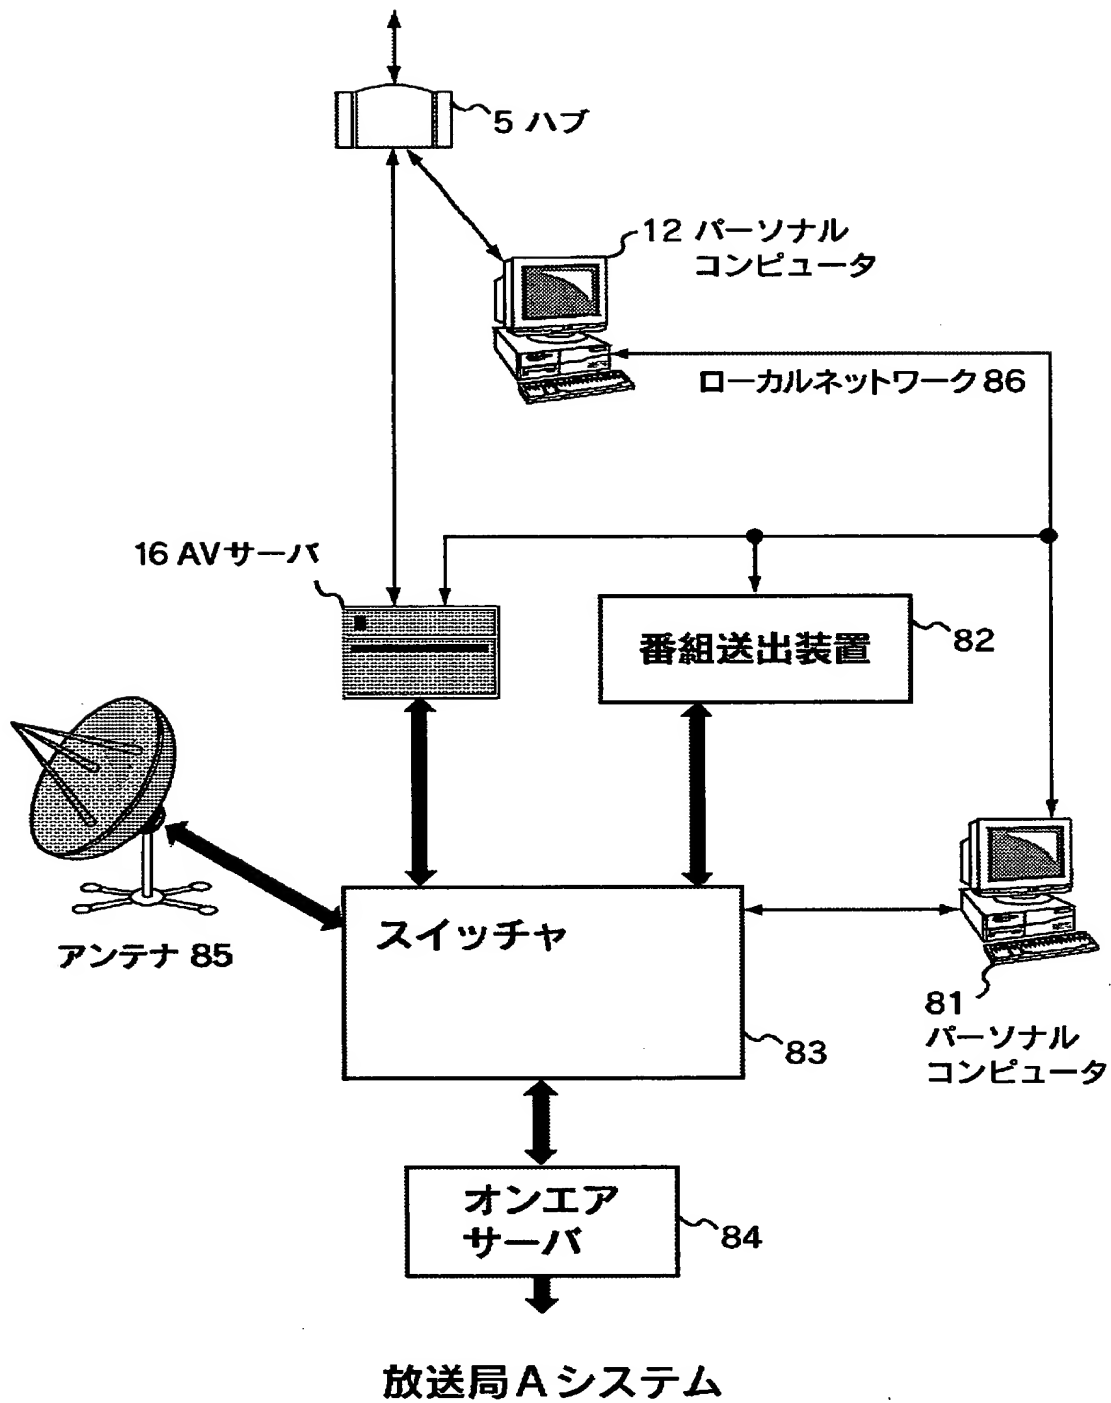 5 ハブ
12 パーソナル
コンピュータ
ローカルネットワーク86
16 AVサーバ
番組送出装置
82
アンテナ 85
スイッチャ
83
81
パーソナル
コンピュータ
オンエア
サーバ
84
放送局Aシステム